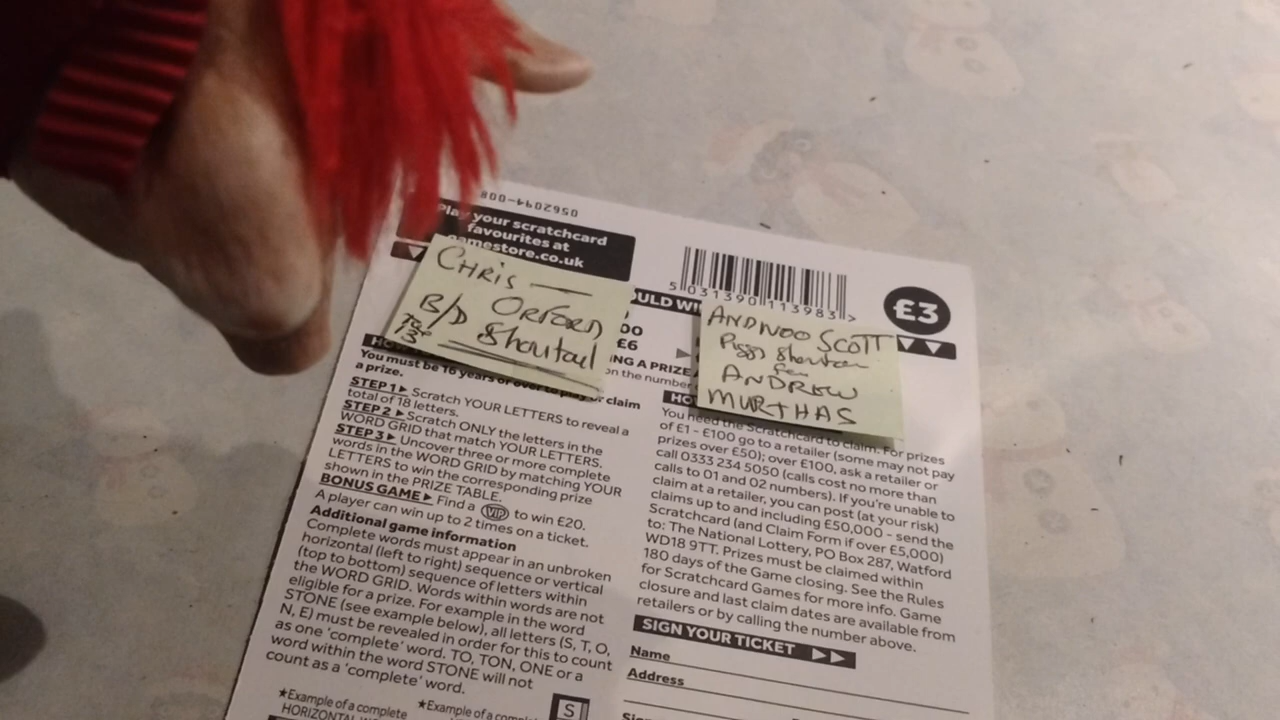 0562094-008
Play your scratchcard
favourites at
gamestore.co.uk
5 031390 113983 >
£3
CHRIS —
ORFORD
B/D Shoutout
OULD WI
00
£6
NG A PRIZE
on the number
ANDWOO SCOTT
Piggy Shoutout
for
ANDREW
MURTHAS
You must be 16 years or over to play or claim
a prize.
STEP 1 ▶ Scratch YOUR LETTERS to reveal a
total of 18 letters.
STEP 2 ▶ Scratch ONLY the letters in the
WORD GRID that match YOUR LETTERS.
STEP 3 ▶ Uncover three or more complete
words in the WORD GRID by matching YOUR
LETTERS to win the corresponding prize
shown in the PRIZE TABLE.
BONUS GAME ▶ Find a VIP to win £20.
A player can win up to 2 times on a ticket.
Additional game information
Complete words must appear in an unbroken
horizontal (left to right) sequence or vertical
(top to bottom) sequence of letters within
the WORD GRID. Words within words are not
eligible for a prize. For example in the word
STONE (see example below), all letters (S, T, O,
N, E) must be revealed in order for this to count
as one 'complete' word. TO, TON, ONE or a
word within the word STONE will not
count as a 'complete' word.
*Example of a complete
HORIZONTAL
*Example of a
S
HO
You need the Scratchcard to claim. For prizes
of £1 - £100 go to a retailer (some may not pay
prizes over £50); over £100, ask a retailer or
call 0333 234 5050 (calls cost no more than
calls to 01 and 02 numbers). If you're unable to
claim at a retailer, you can post (at your risk)
claims up to and including £50,000 - send the
Scratchcard (and Claim Form if over £5,000)
to: The National Lottery, PO Box 287, Watford
WD18 9TT. Prizes must be claimed within
180 days of the Game closing. See the Rules
for Scratchcard Games for more info. Game
closure and last claim dates are available from
retailers or by calling the number above.
SIGN YOUR TICKET ▶▶
Name
Address